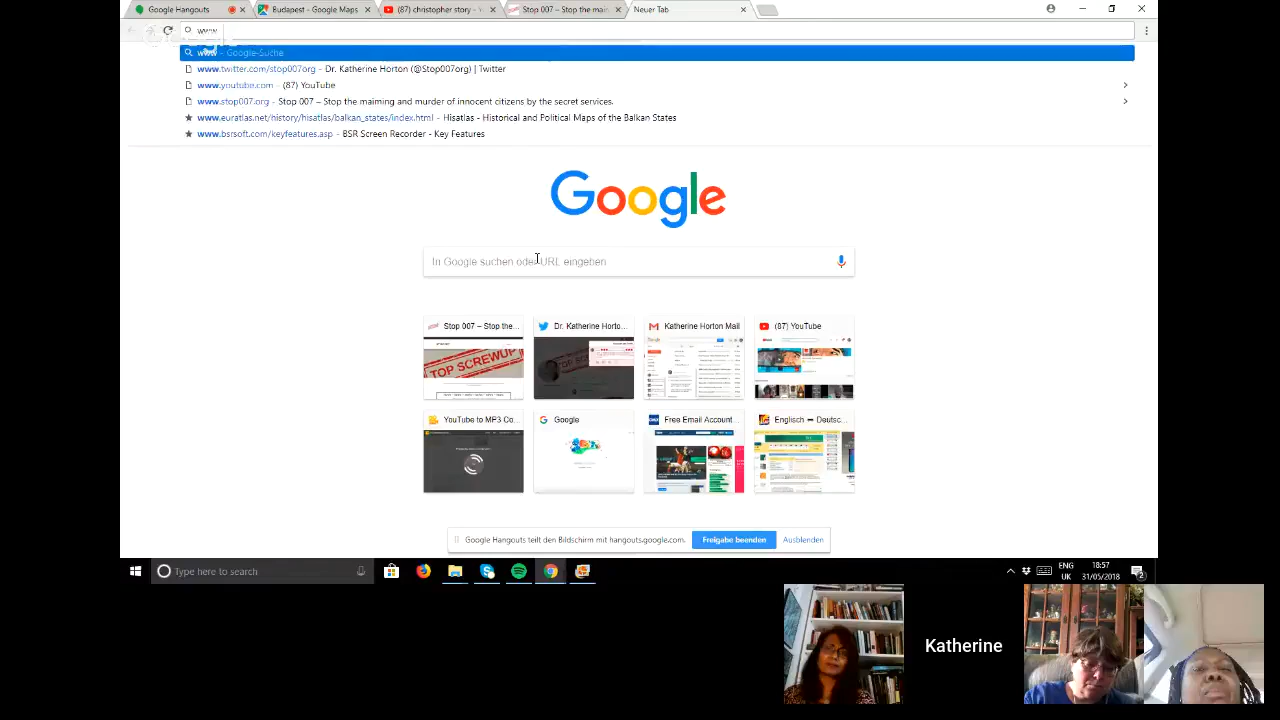 Google Hangouts
Budapest - Google Maps
(87) christopher story - Y
Stop 007 – Stop the mai
Neuer Tab
www
www – Google-Suche
www.twitter.com/stop007org – Dr. Katherine Horton (@Stop007org) | Twitter
www.youtube.com – (87) YouTube
www.stop007.org – Stop 007 – Stop the maiming and murder of innocent citizens by the secret services.
www.euratlas.net/history/hisatlas/balkan_states/index.html – Hisatlas - Historical and Political Maps of the Balkan States
www.bsrsoft.com/keyfeatures.asp – BSR Screen Recorder - Key Features
Google
In Google suchen oder URL eingeben
Stop 007 – Stop the...
Dr. Katherine Horto...
Katherine Horton Mail
(87) YouTube
TOP SCREWUP
YouTube to MP3 Co...
Google
Free Email Account...
Englisch ⬌ Deutsc...
Google Hangouts teilt den Bildschirm mit hangouts.google.com.
Freigabe beenden
Ausblenden
Type here to search
ENG
UK
18:57
31/05/2018
2
Katherine